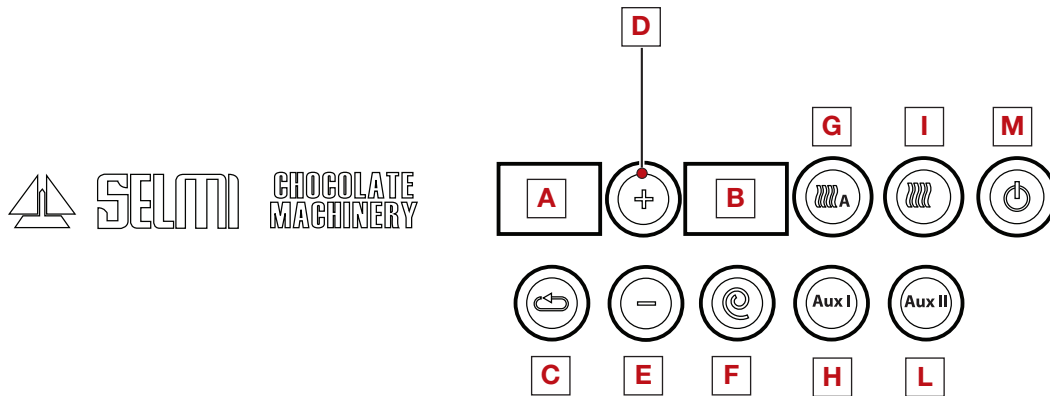 D
G I M
SELMI
CHOCOLATE
MACHINERY
A + B A
−
Aux I Aux II
C E F H L